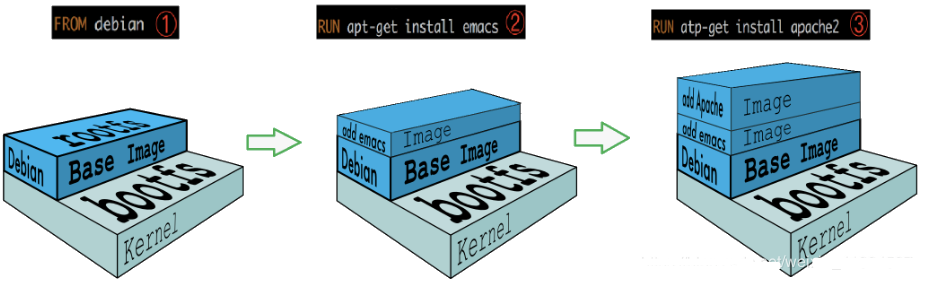 FROM debian ①
RUN apt-get install emacs ②
RUN atp-get install apache2 ③
rootfs
Debian
Base Image
bootfs
Kernel
add emacs
Image
Debian
Base Image
bootfs
Kernel
add Apache
Image
add emacs
Image
Debian
Base Image
bootfs
Kernel